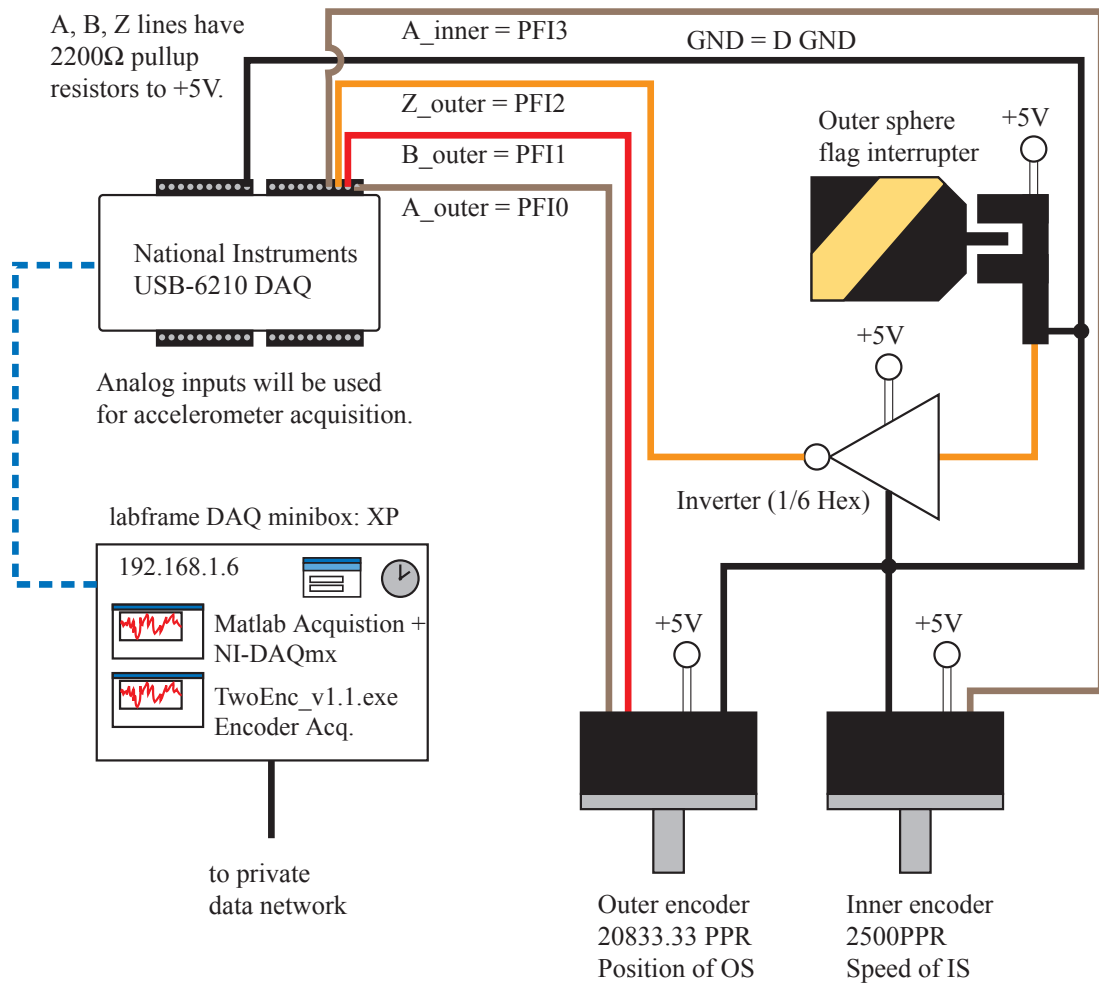 A, B, Z lines have
2200Ω pullup
resistors to +5V.
A_inner = PFI3
GND = D GND
Z_outer = PFI2
B_outer = PFI1
A_outer = PFI0
Outer sphere
flag interrupter
+5V
National Instruments
USB-6210 DAQ
Analog inputs will be used
for accelerometer acquisition.
+5V
Inverter (1/6 Hex)
labframe DAQ minibox: XP
192.168.1.6
Matlab Acquistion +
NI-DAQmx
TwoEnc_v1.1.exe
Encoder Acq.
+5V
+5V
to private
data network
Outer encoder
20833.33 PPR
Position of OS
Inner encoder
2500PPR
Speed of IS